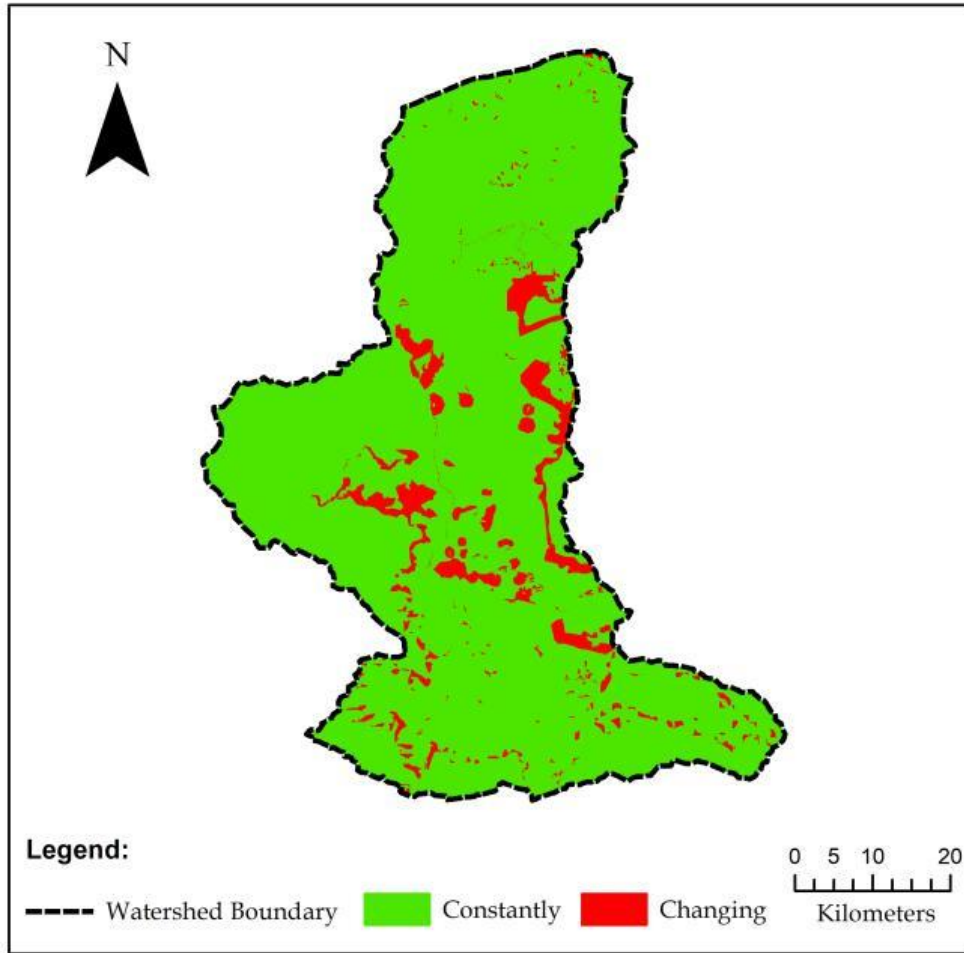 N
Legend:
Watershed Boundary
Constantly
Changing
0 5 10 20
Kilometers